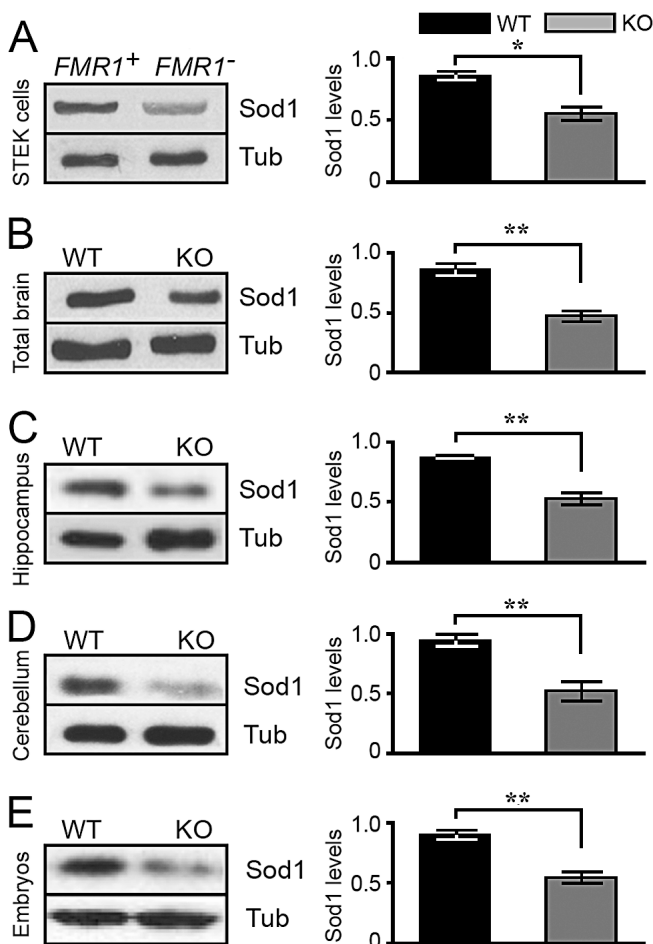 WT KO
A
FMR1+ FMR1-
STEK cells
Sod1
Tub
Sod1 levels
1.0
0.5
0
*
B
WT KO
Total brain
Sod1
Tub
Sod1 levels
1.0
0.5
0
**
C
WT KO
Hippocampus
Sod1
Tub
Sod1 levels
1.0
0.5
0
**
D
WT KO
Cerebellum
Sod1
Tub
Sod1 levels
1.0
0.5
0
**
E
WT KO
Embryos
Sod1
Tub
Sod1 levels
1.0
0.5
**